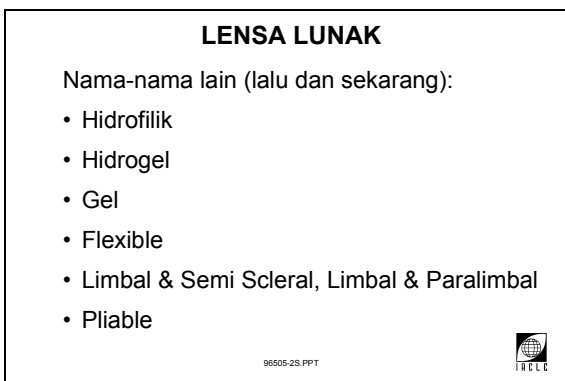 LENSA LUNAK
Nama-nama lain (lalu dan sekarang):
• Hidrofilik
• Hidrogel
• Gel
• Flexible
• Limbal & Semi Scleral, Limbal & Paralimbal
• Pliable
96505-2S.PPT
IACLE